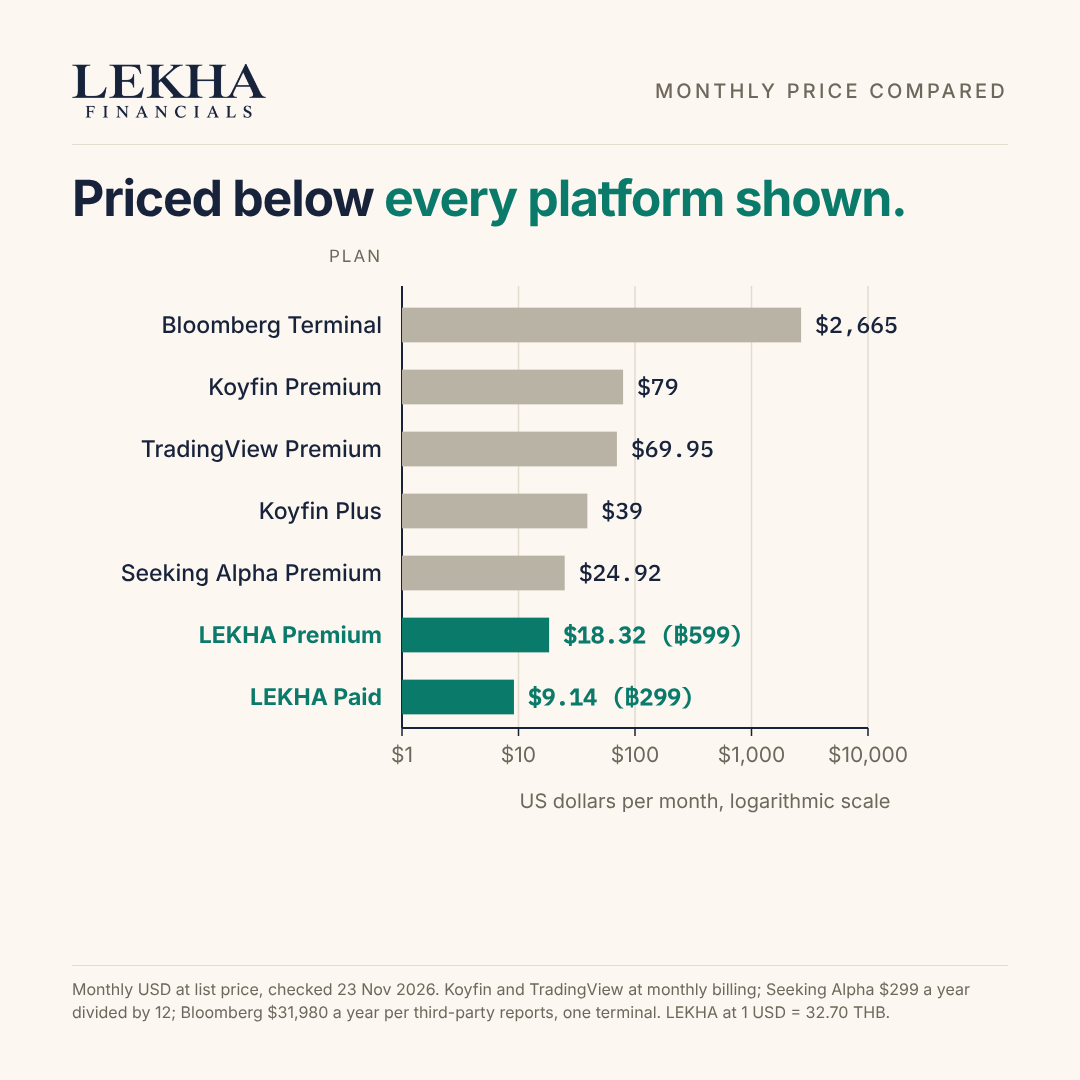 LEKHA
FINANCIALS
MONTHLY PRICE COMPARED
Priced below every platform shown.
PLAN
Bloomberg Terminal $2,665
Koyfin Premium $79
TradingView Premium $69.95
Koyfin Plus $39
Seeking Alpha Premium $24.92
LEKHA Premium $18.32 (฿599)
LEKHA Paid $9.14 (฿299)
$1 $10 $100 $1,000 $10,000
US dollars per month, logarithmic scale
Monthly USD at list price, checked 23 Nov 2026. Koyfin and TradingView at monthly billing; Seeking Alpha $299 a year
divided by 12; Bloomberg $31,980 a year per third-party reports, one terminal. LEKHA at 1 USD = 32.70 THB.